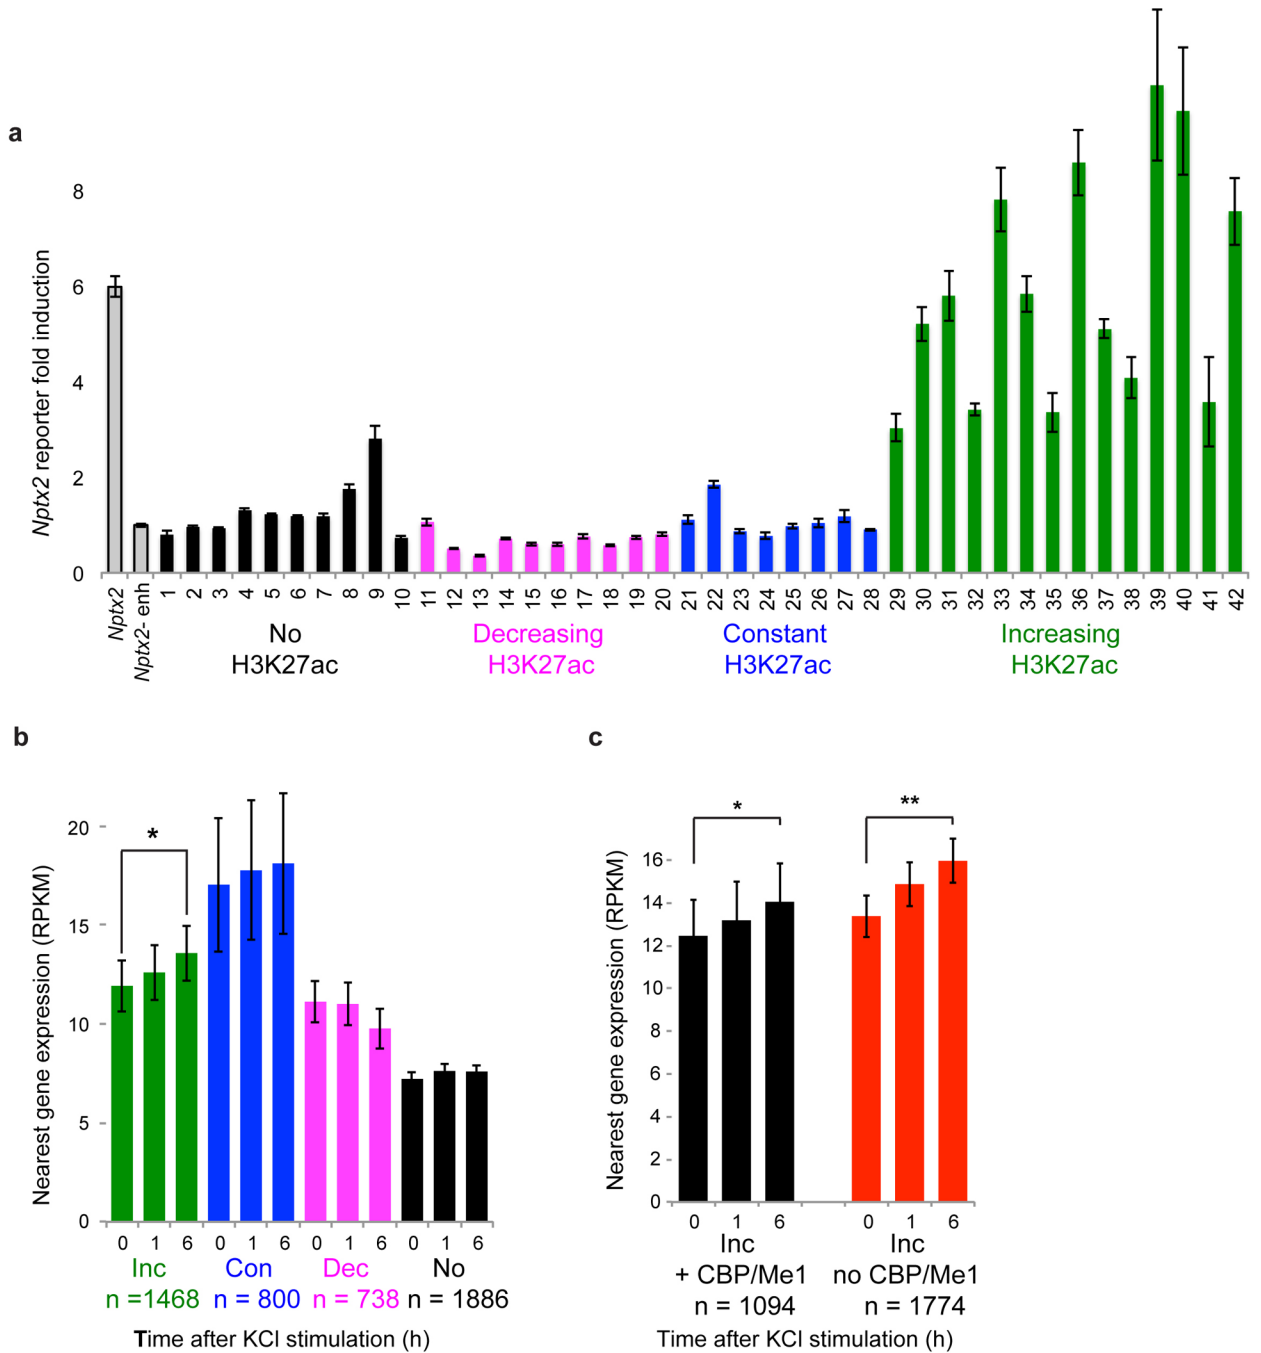 a
Nptx2 reporter fold induction
8
6
4
2
0
Nptx2
Nptx2- enh
1 2 3 4 5 6 7 8 9 10 11 12 13 14 15 16 17 18 19 20 21 22 23 24 25 26 27 28 29 30 31 32 33 34 35 36 37 38 39 40 41 42
No Decreasing Constant Increasing
H3K27ac H3K27ac H3K27ac H3K27ac
b
Nearest gene expression (RPKM)
20
15
10
5
0
*
0 1 6 0 1 6 0 1 6 0 1 6
Inc Con Dec No
n =1468 n = 800 n = 738 n = 1886
Time after KCl stimulation (h)
c
Nearest gene expression (RPKM)
16
14
12
10
8
6
4
2
0
* **
0 1 6 0 1 6
Inc Inc
+ CBP/Me1 no CBP/Me1
n = 1094 n = 1774
Time after KCl stimulation (h)